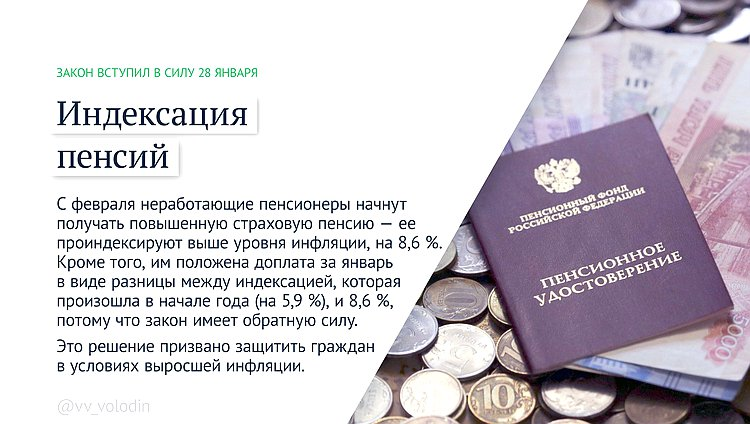 ЗАКОН ВСТУПИЛ В СИЛУ 28 ЯНВАРЯ
Индексация
пенсий
С февраля неработающие пенсионеры начнут
получать повышенную страховую пенсию — ее
проиндексируют выше уровня инфляции, на 8,6 %.
Кроме того, им положена доплата за январь
в виде разницы между индексацией, которая
произошла в начале года (на 5,9 %), и 8,6 %,
потому что закон имеет обратную силу.
Это решение призвано защитить граждан
в условиях выросшей инфляции.
@vv_volodin
ПЕНСИОННЫЙ ФОНД
РОССИЙСКОЙ ФЕДЕРАЦИИ
ПЕНСИОННОЕ
УДОСТОВЕРЕНИЕ
10